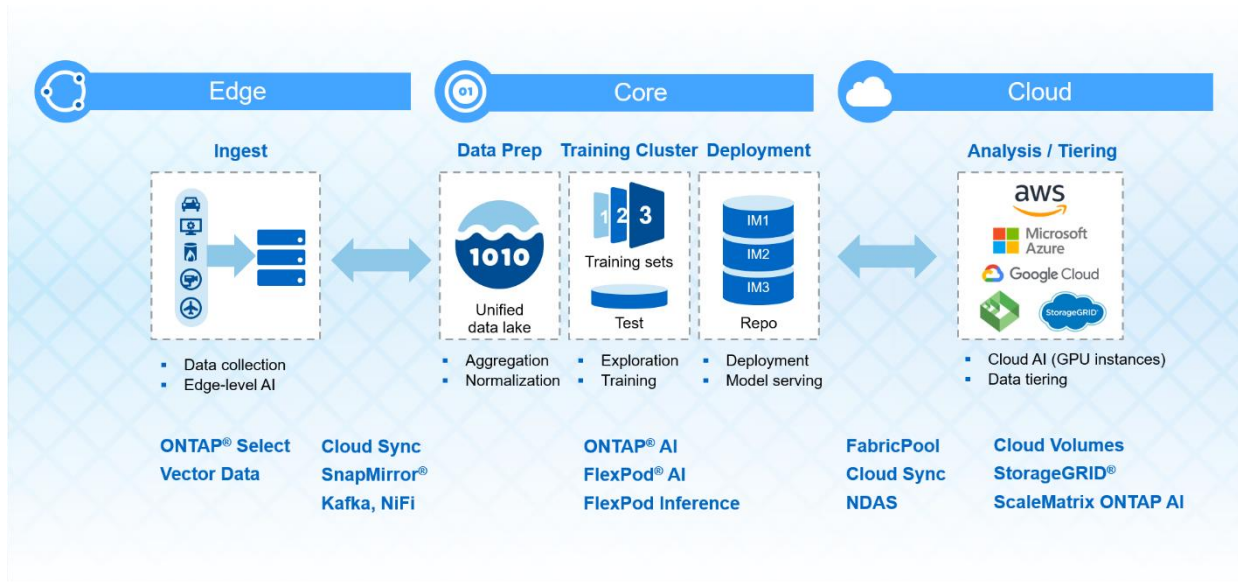 Edge
Core
Cloud
Ingest
Data Prep
Training Cluster
Deployment
Analysis / Tiering
1 2 3
Training sets
Test
1010
Unified
data lake
IM1
IM2
IM3
Repo
01
aws
Microsoft
Azure
Google Cloud
StorageGRID®
▪ Data collection
▪ Edge-level AI
▪ Aggregation
▪ Normalization
▪ Exploration
▪ Training
▪ Deployment
▪ Model serving
▪ Cloud AI (GPU instances)
▪ Data tiering
ONTAP® Select
Vector Data
Cloud Sync
SnapMirror®
Kafka, NiFi
ONTAP® AI
FlexPod® AI
FlexPod Inference
FabricPool
Cloud Sync
NDAS
Cloud Volumes
StorageGRID®
ScaleMatrix ONTAP AI